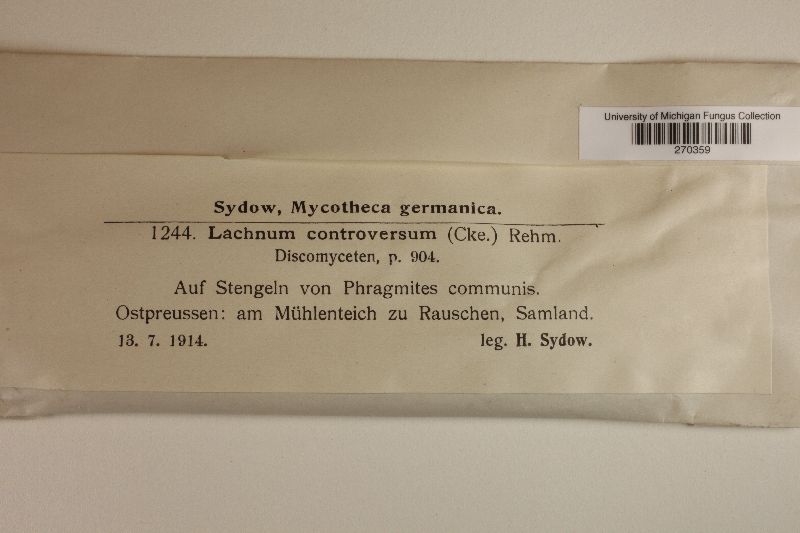 University of Michigan Fungus Collection
270359
Sydow, Mycotheca germanica.
1244. Lachnum controversum (Cke.) Rehm.
Discomyceten, p. 904.
Auf Stengeln von Phragmites communis.
Ostpreussen: am Mühlenteich zu Rauschen, Samland.
13. 7. 1914. leg. H. Sydow.